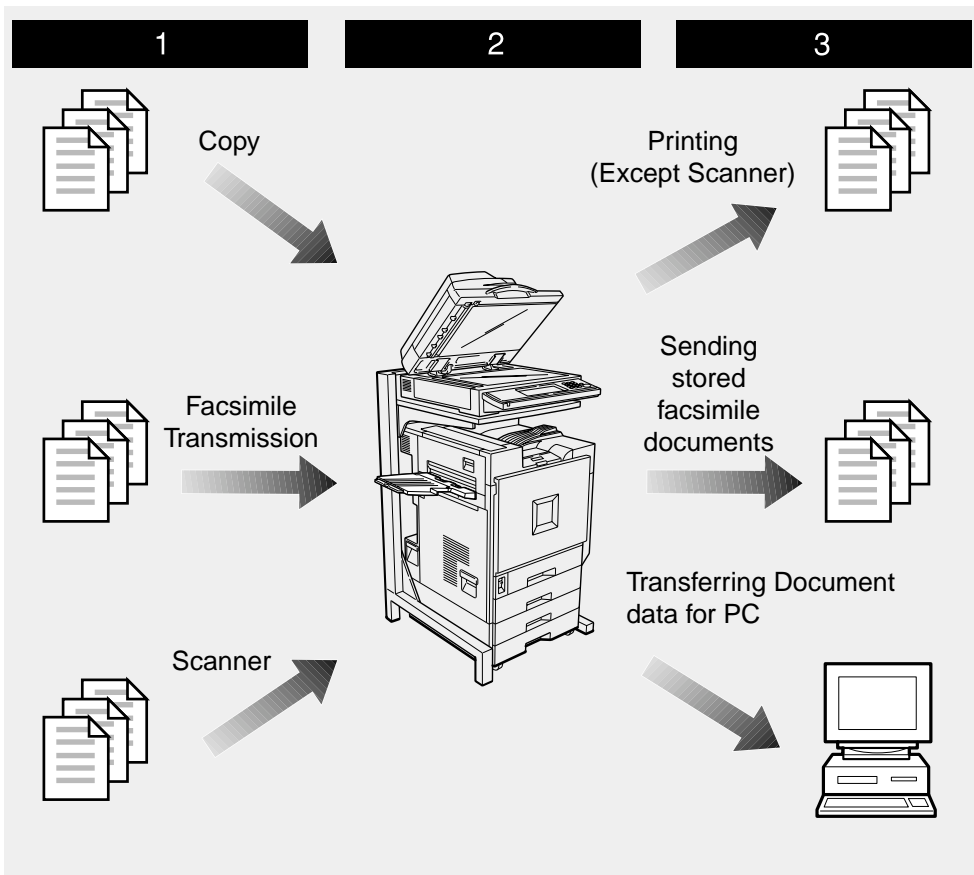 1
2
3
Copy
Printing
(Except Scanner)
Facsimile
Transmission
Sending
stored
facsimile
documents
Scanner
Transferring Document
data for PC